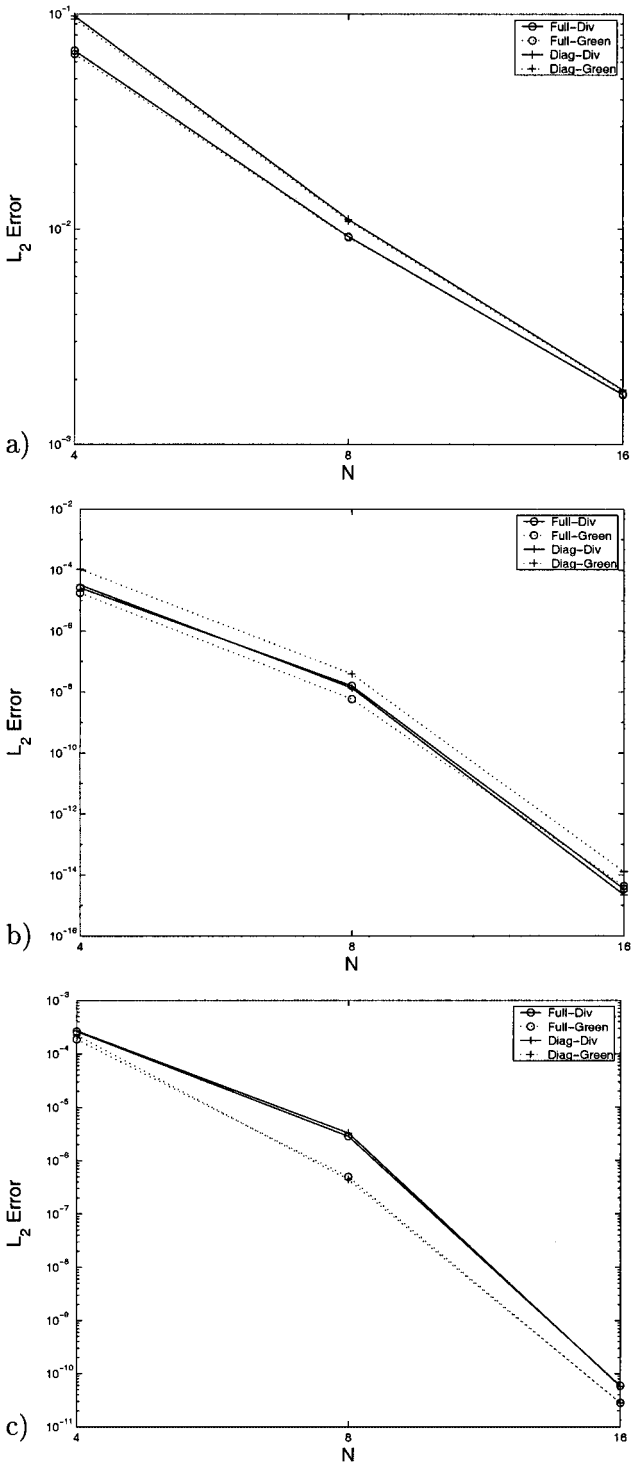 10⁻¹
Full-Div
Full-Green
Diag-Div
Diag-Green
L₂ Error
10⁻²
10⁻³
a)
4
8
16
N
10⁻²
Full-Div
Full-Green
Diag-Div
Diag-Green
10⁻⁴
10⁻⁶
L₂ Error
10⁻⁸
10⁻¹⁰
10⁻¹²
10⁻¹⁴
10⁻¹⁶
b)
4
8
16
N
10⁻³
Full-Div
Full-Green
Diag-Div
Diag-Green
10⁻⁴
10⁻⁵
10⁻⁶
L₂ Error
10⁻⁷
10⁻⁸
10⁻⁹
10⁻¹⁰
10⁻¹¹
c)
4
8
16
N